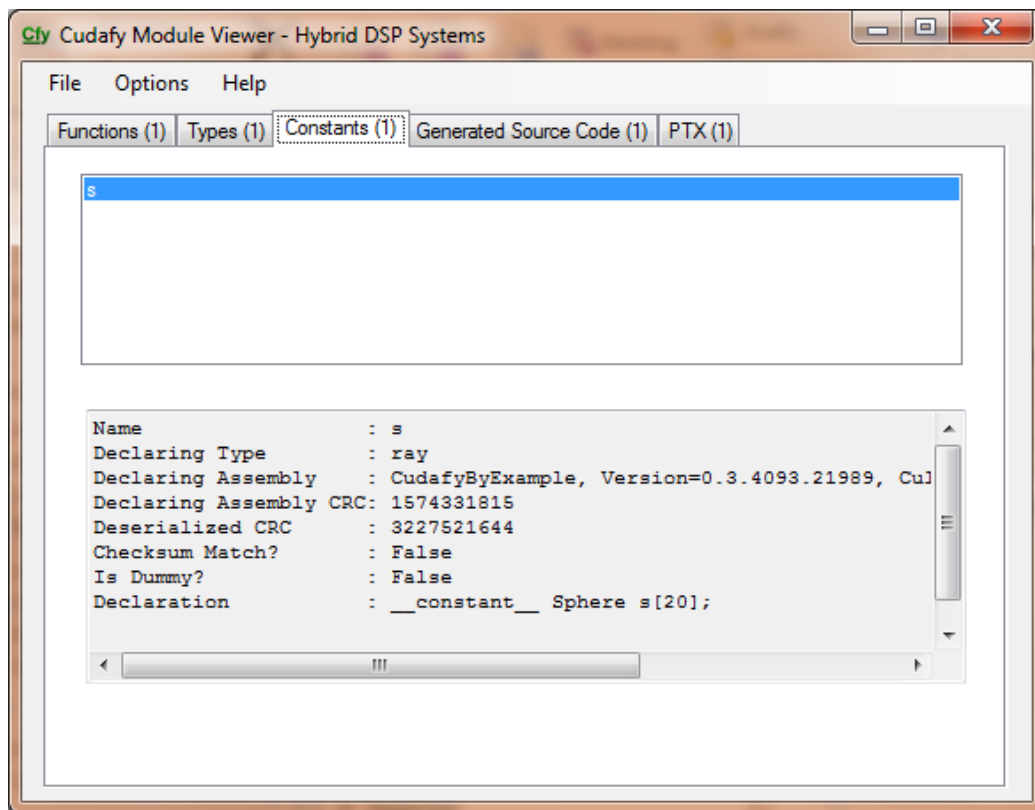 Cfy Cudafy Module Viewer - Hybrid DSP Systems
File Options Help
Functions (1) Types (1) Constants (1) Generated Source Code (1) PTX (1)
s
Name : s
Declaring Type : ray
Declaring Assembly : CudafyByExample, Version=0.3.4093.21989, Cul
Declaring Assembly CRC: 1574331815
Deserialized CRC : 3227521644
Checksum Match? : False
Is Dummy? : False
Declaration : __constant__ Sphere s[20];